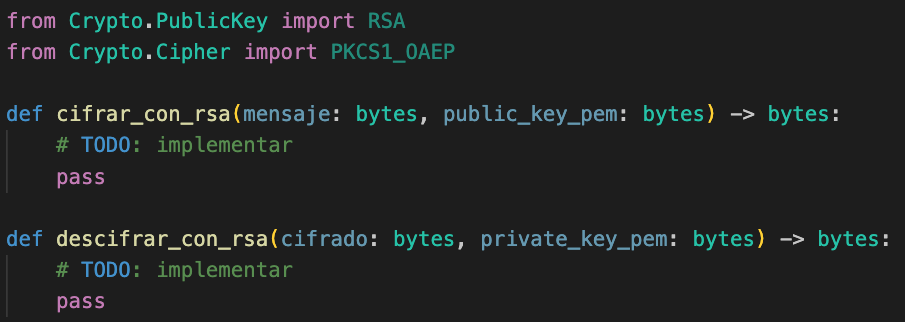 from Crypto.PublicKey import RSA
from Crypto.Cipher import PKCS1_OAEP

def cifrar_con_rsa(mensaje: bytes, public_key_pem: bytes) -> bytes:
    # TODO: implementar
    pass

def descifrar_con_rsa(cifrado: bytes, private_key_pem: bytes) -> bytes:
    # TODO: implementar
    pass